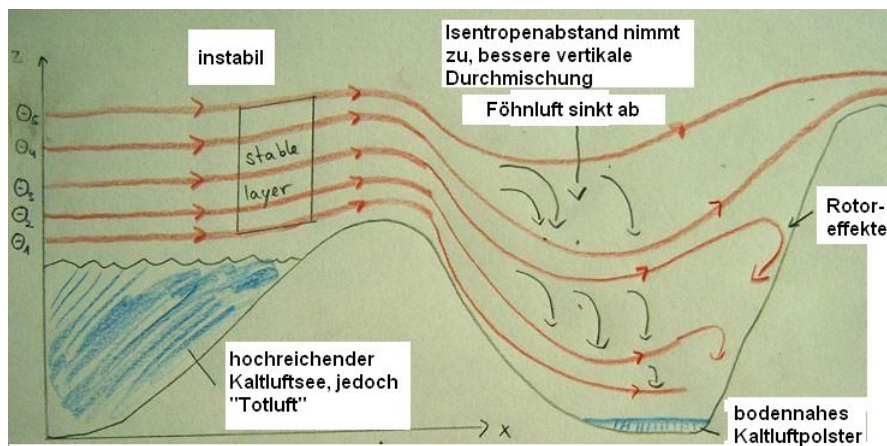 instabil
Isentropenabstand nimmt
zu, bessere vertikale
Durchmischung
Föhnluft sinkt ab
z
Θ5
Θ4
Θ3
Θ2
Θ1
stable
layer
Rotor-
effekte
hochreichender
Kaltluftsee, jedoch
"Totluft"
x
bodennahes
Kaltluftpolster